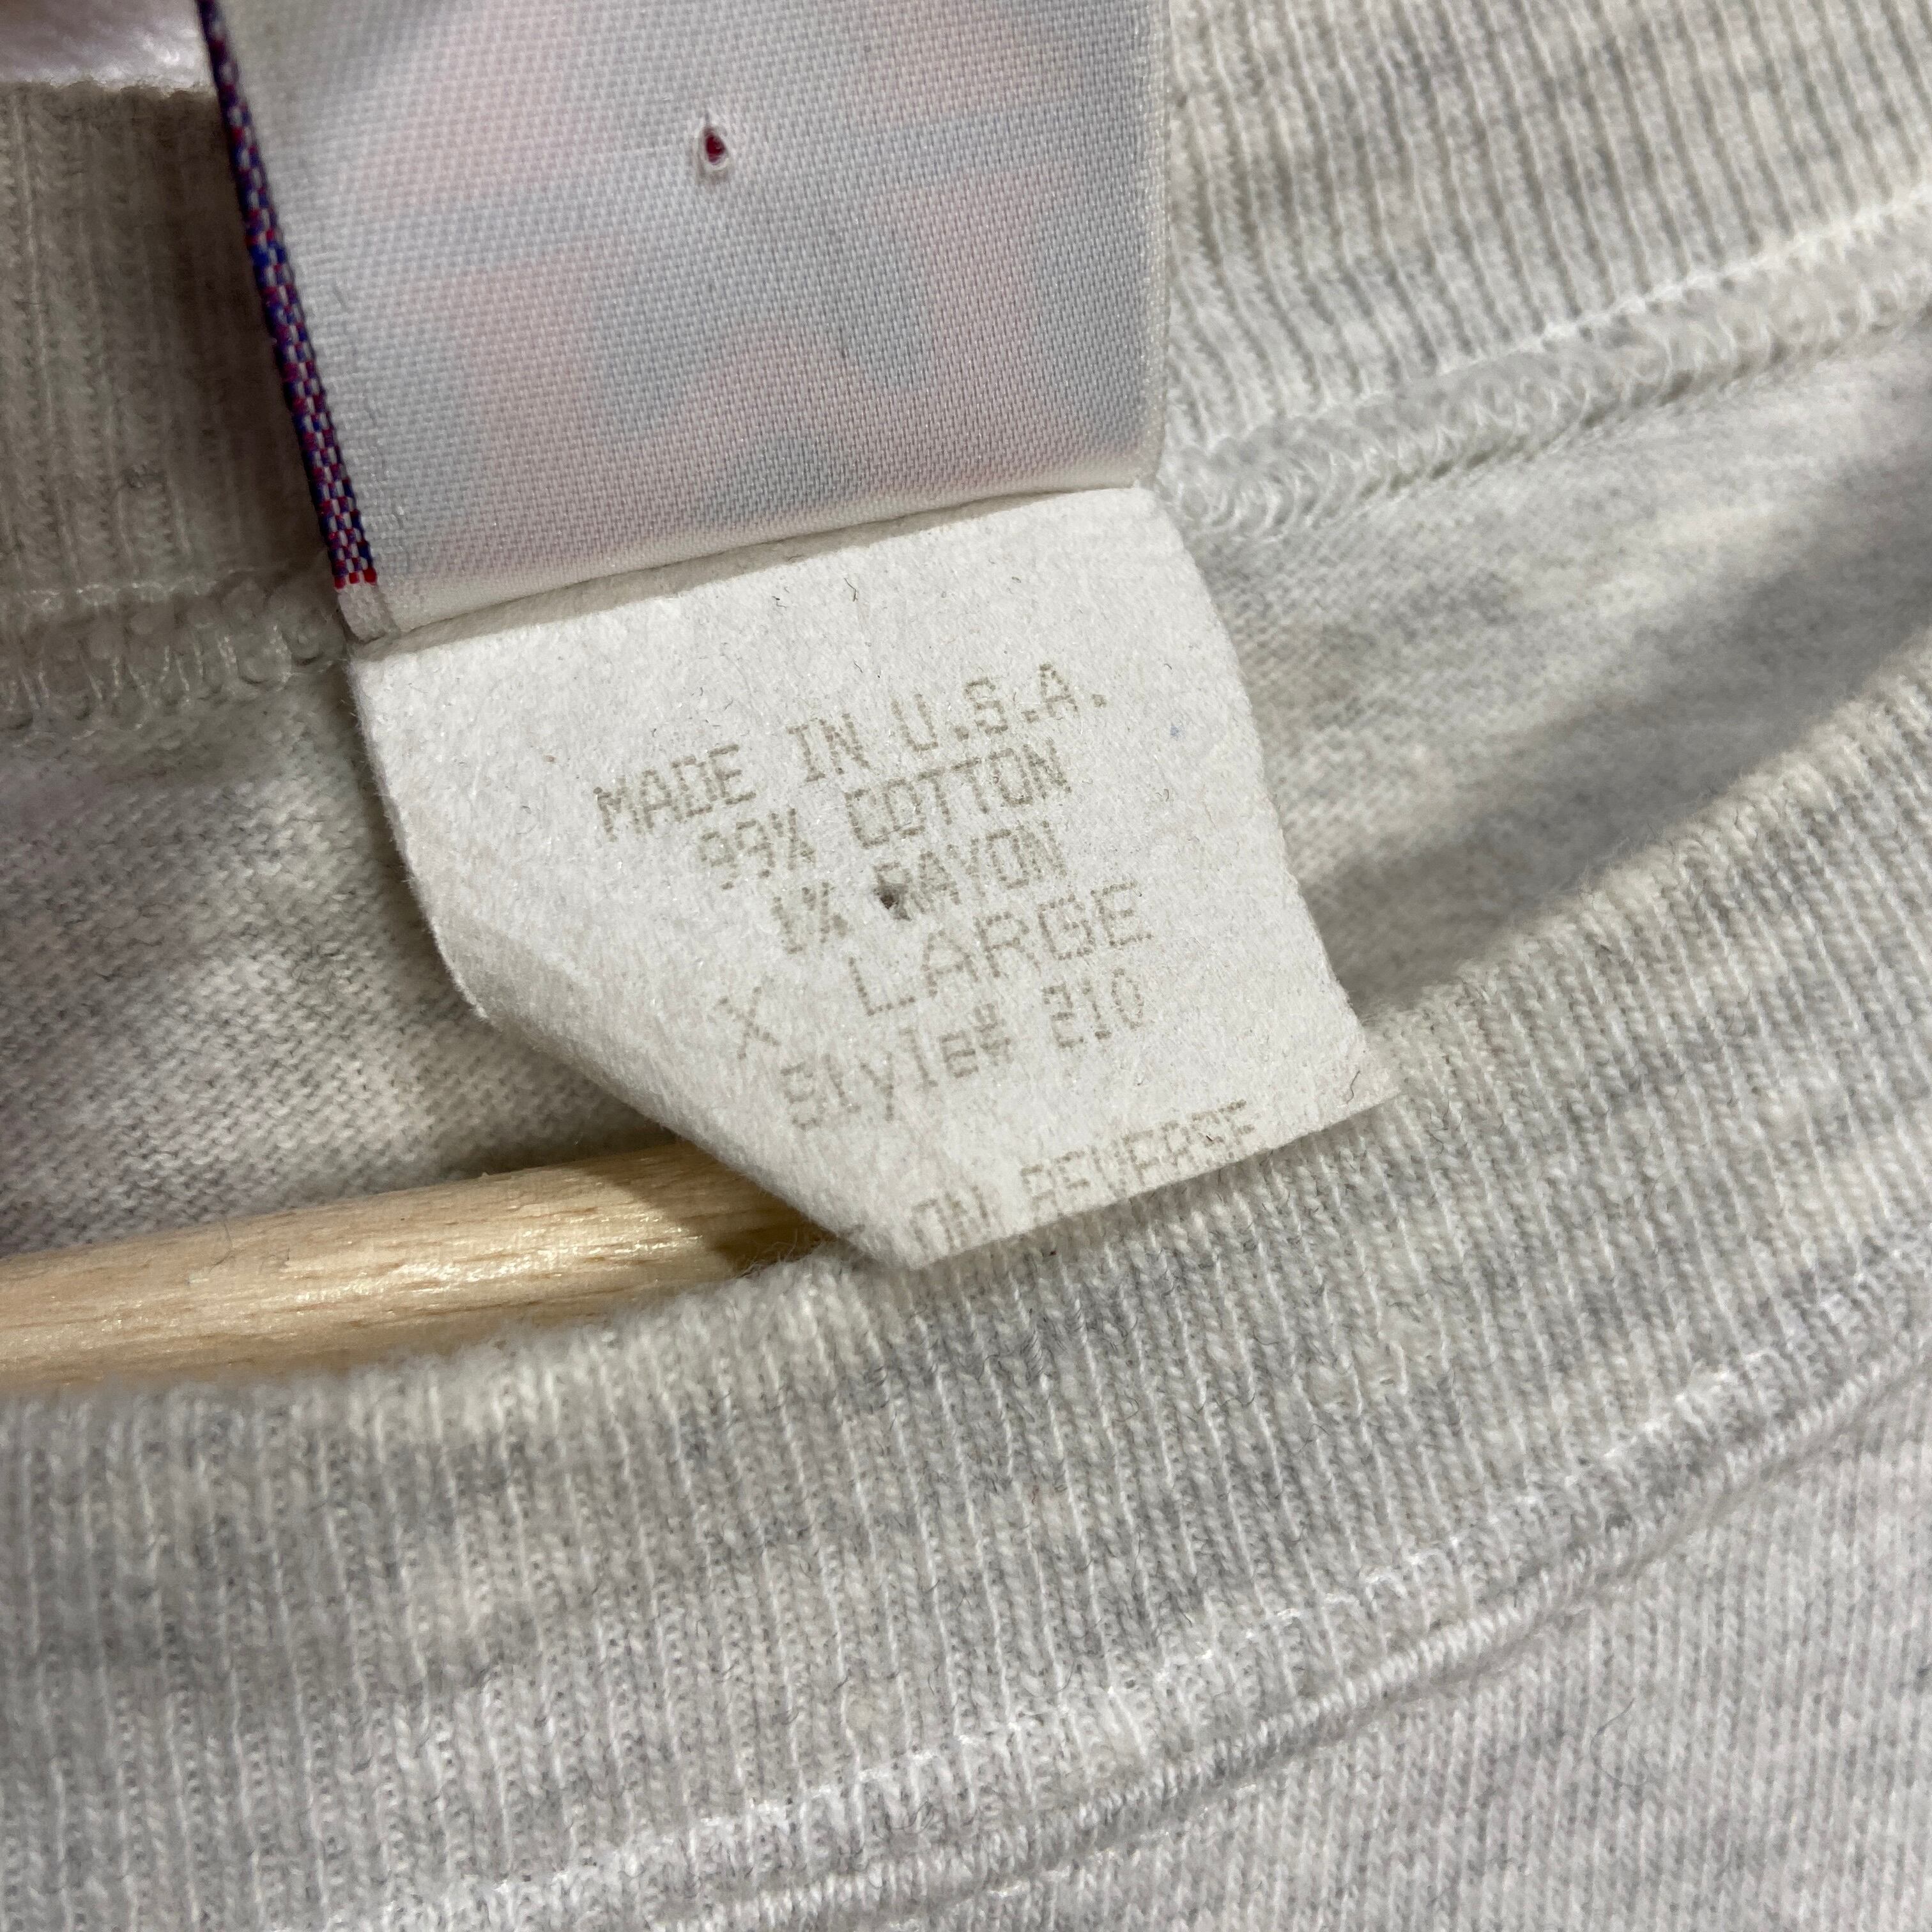 MADE IN U.S.A.
99% COTTON
1% RAYON
X LARGE
Style# 210
ON REVERSE